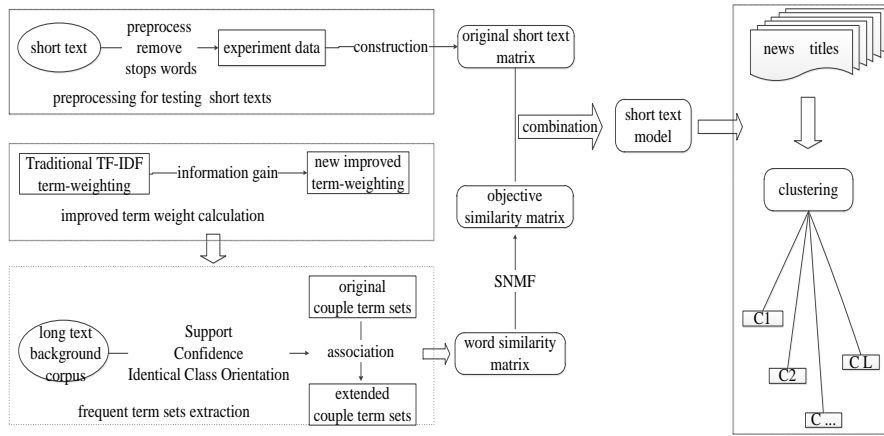 short text
preprocess
remove
stops words
experiment data
construction
preprocessing for testing short texts
original short text
matrix
Traditional TF-IDF
term-weighting
information gain
new improved
term-weighting
improved term weight calculation
long text
background
corpus
Support
Confidence
Identical Class Orientation
original
couple term sets
association
extended
couple term sets
frequent term sets extraction
word similarity
matrix
SNMF
objective
similarity matrix
combination
short text
model
news titles
clustering
C1
C2
C ...
C L